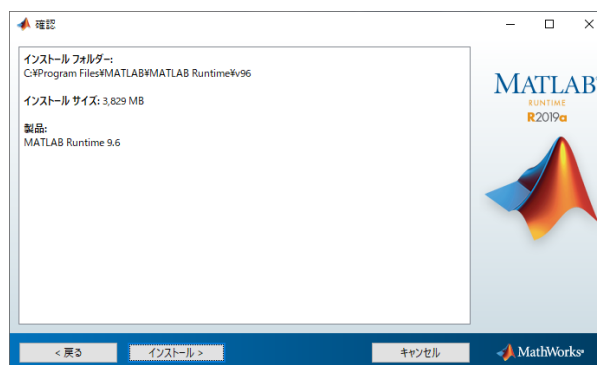 確認
インストール フォルダー:
C:¥Program Files¥MATLAB¥MATLAB Runtime¥v96
インストール サイズ: 3,829 MB
製品:
MATLAB Runtime 9.6
MATLAB
RUNTIME
R2019a
< 戻る
インストール >
キャンセル
MathWorks®